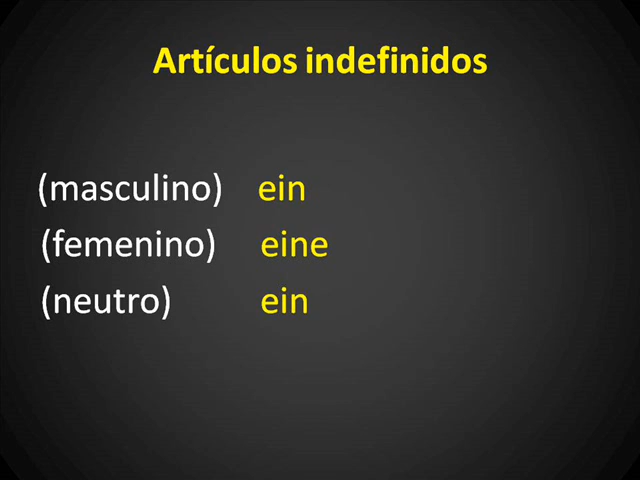 Artículos indefinidos
(masculino) ein
(femenino) eine
(neutro) ein